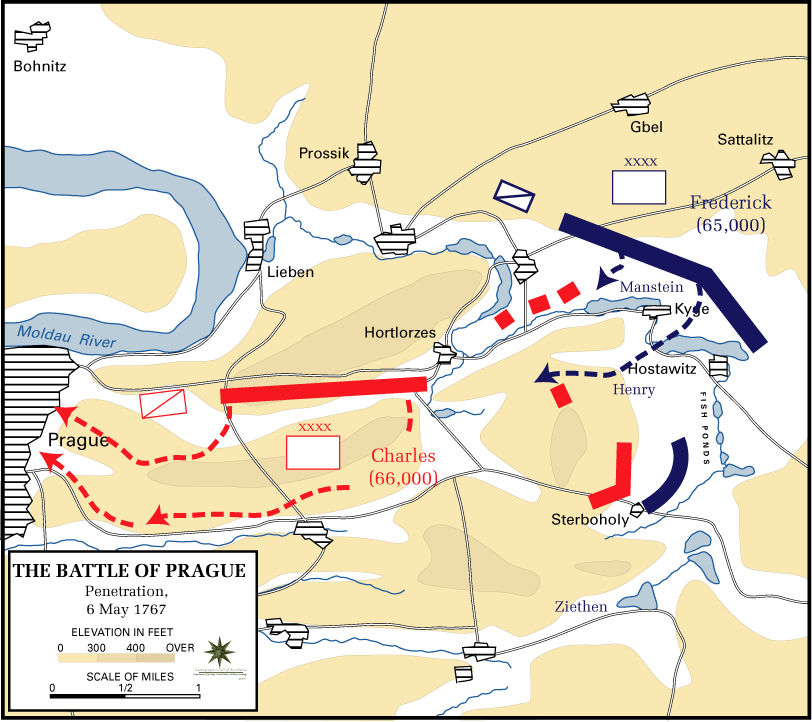 Bohnitz
Prossik
Gbel
Sattalitz
xxxx
Frederick
(65,000)
Lieben
Manstein
Kyge
Moldau River
Hortlorzes
Hostawitz
Henry
FISH PONDS
xxxx
Prague
Charles
(66,000)
Sterboholy
Ziethen
THE BATTLE OF PRAGUE
Penetration,
6 May 1767
ELEVATION IN FEET
0 300 400 OVER
SCALE OF MILES
0 1/2 1